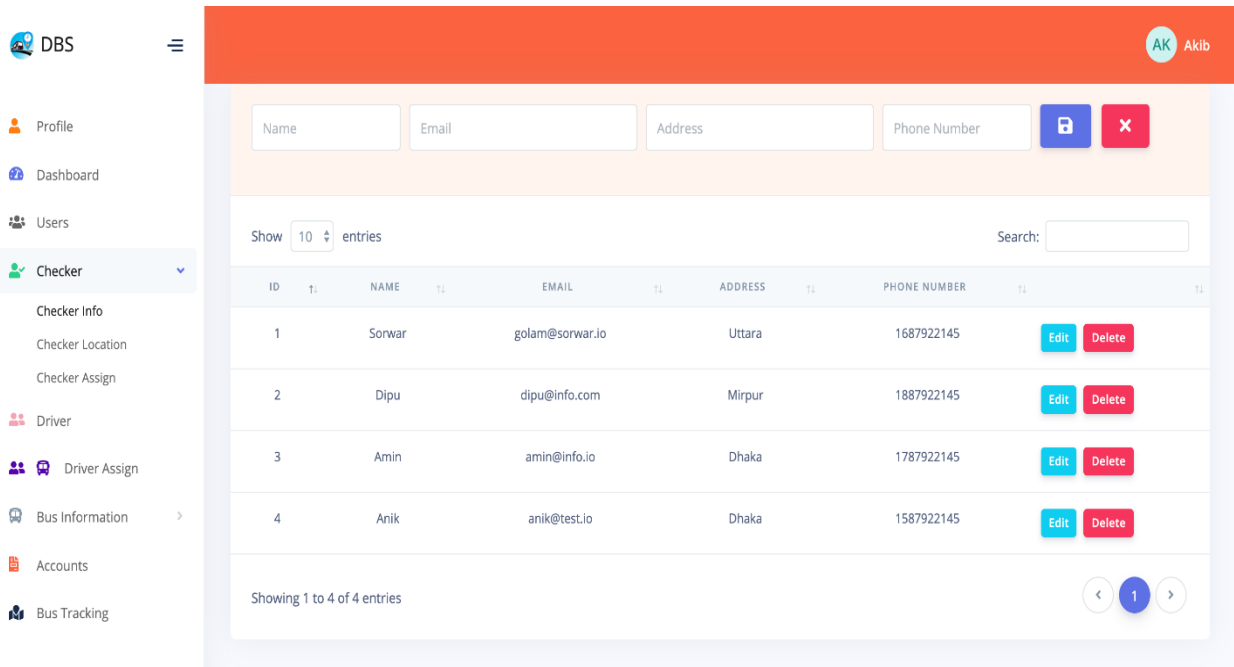 DBS
AK Akib
Profile
Dashboard
Users
Checker
Checker Info
Checker Location
Checker Assign
Driver
Driver Assign
Bus Information
Accounts
Bus Tracking
Name Email Address Phone Number
Show 10 entries Search:
ID NAME EMAIL ADDRESS PHONE NUMBER
1 Sorwar golam@sorwar.io Uttara 1687922145 Edit Delete
2 Dipu dipu@info.com Mirpur 1887922145 Edit Delete
3 Amin amin@info.io Dhaka 1787922145 Edit Delete
4 Anik anik@test.io Dhaka 1587922145 Edit Delete
Showing 1 to 4 of 4 entries 1